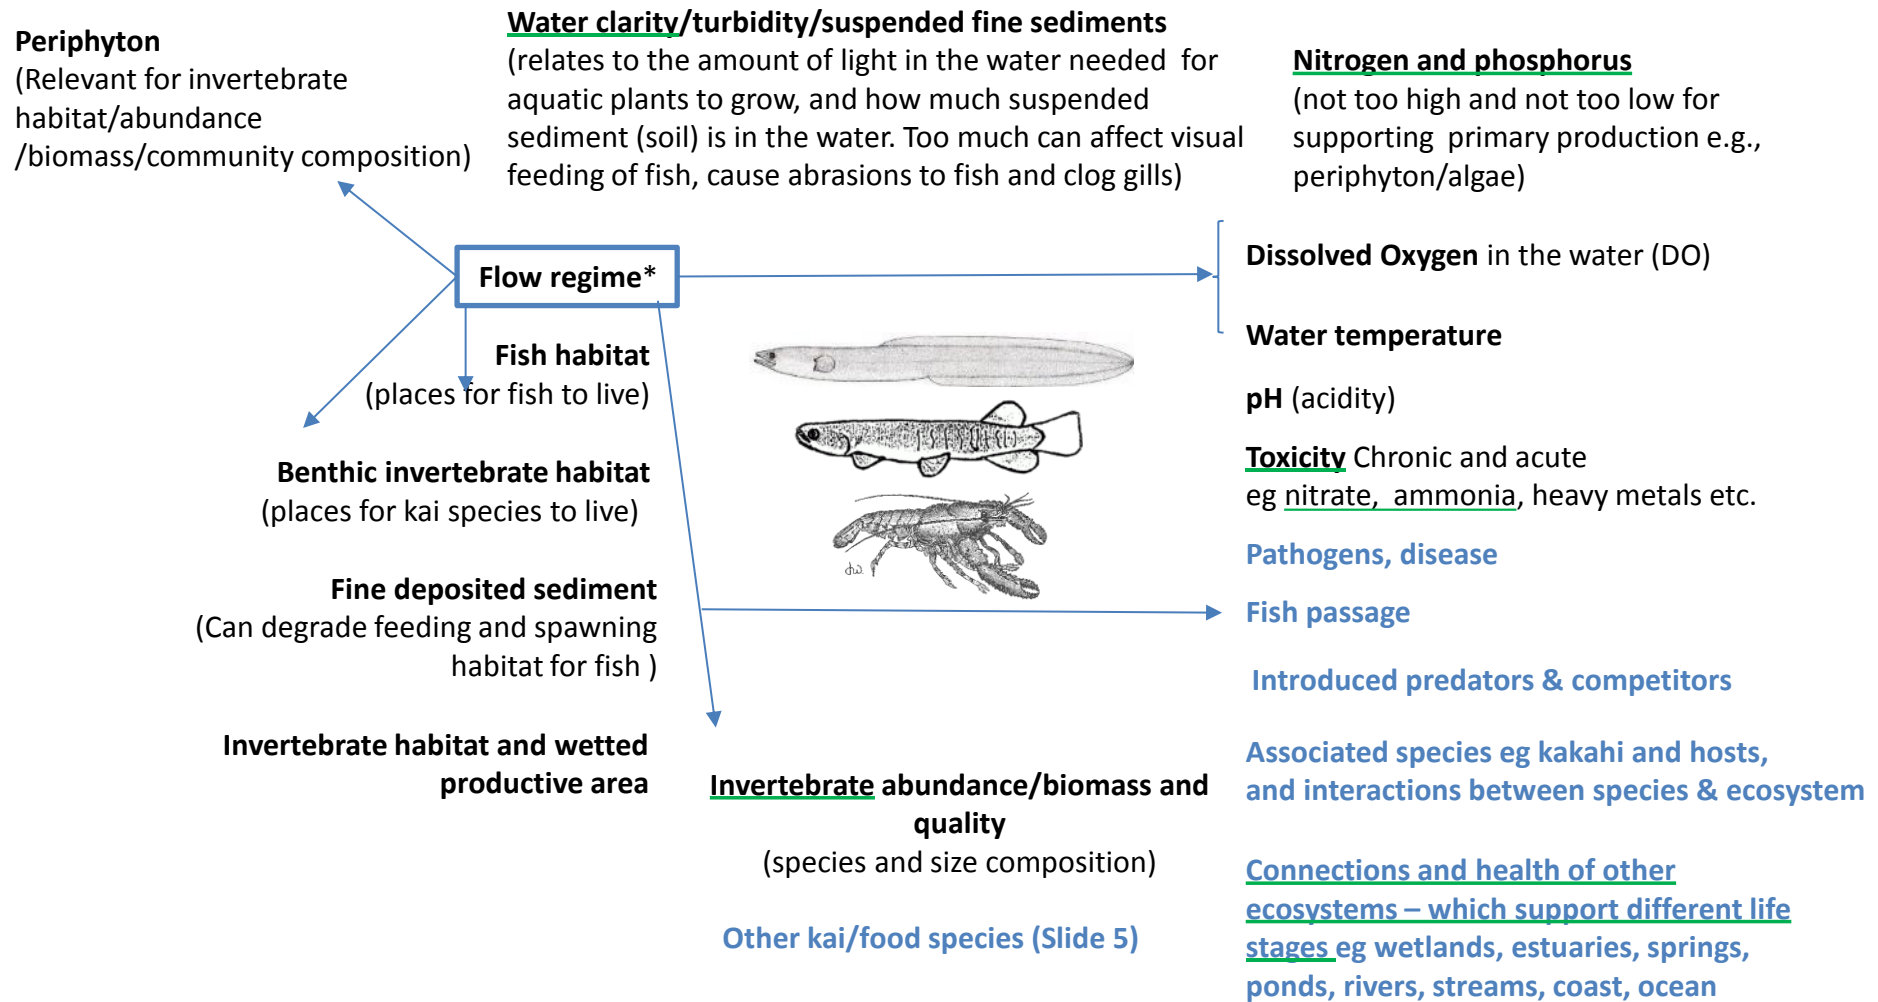 Periphyton
(Relevant for invertebrate
habitat/abundance
/biomass/community composition)
Water clarity/turbidity/suspended fine sediments
(relates to the amount of light in the water needed for
aquatic plants to grow, and how much suspended
sediment (soil) is in the water. Too much can affect visual
feeding of fish, cause abrasions to fish and clog gills)
Nitrogen and phosphorus
(not too high and not too low for
supporting primary production e.g.,
periphyton/algae)
Flow regime*
Dissolved Oxygen in the water (DO)
Water temperature
pH (acidity)
Toxicity Chronic and acute
eg nitrate, ammonia, heavy metals etc.
Pathogens, disease
Fish passage
Introduced predators & competitors
Associated species eg kakahi and hosts,
and interactions between species & ecosystem
Connections and health of other
ecosystems – which support different life
stages eg wetlands, estuaries, springs,
ponds, rivers, streams, coast, ocean
Fish habitat
(places for fish to live)
Benthic invertebrate habitat
(places for kai species to live)
Fine deposited sediment
(Can degrade feeding and spawning
habitat for fish )
Invertebrate habitat and wetted
productive area
Invertebrate abundance/biomass and
quality
(species and size composition)
Other kai/food species (Slide 5)